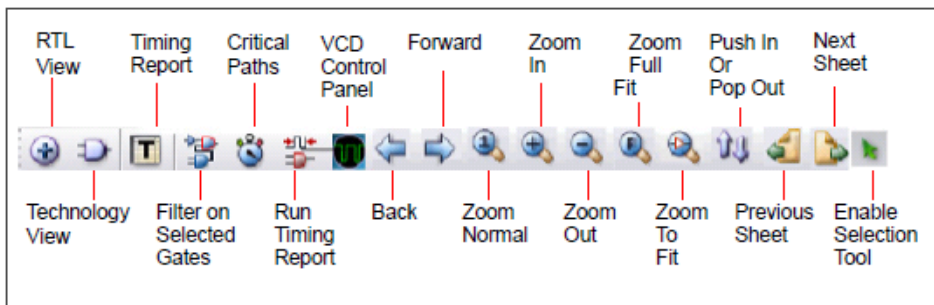 RTL
View
Timing
Report
Critical
Paths
VCD
Control
Panel
Forward
Zoom
In
Zoom
Full
Fit
Push In
Or
Pop Out
Next
Sheet
T
1
F
Technology
View
Filter on
Selected
Gates
Run
Timing
Report
Back
Zoom
Normal
Zoom
Out
Zoom
To
Fit
Previous
Sheet
Enable
Selection
Tool